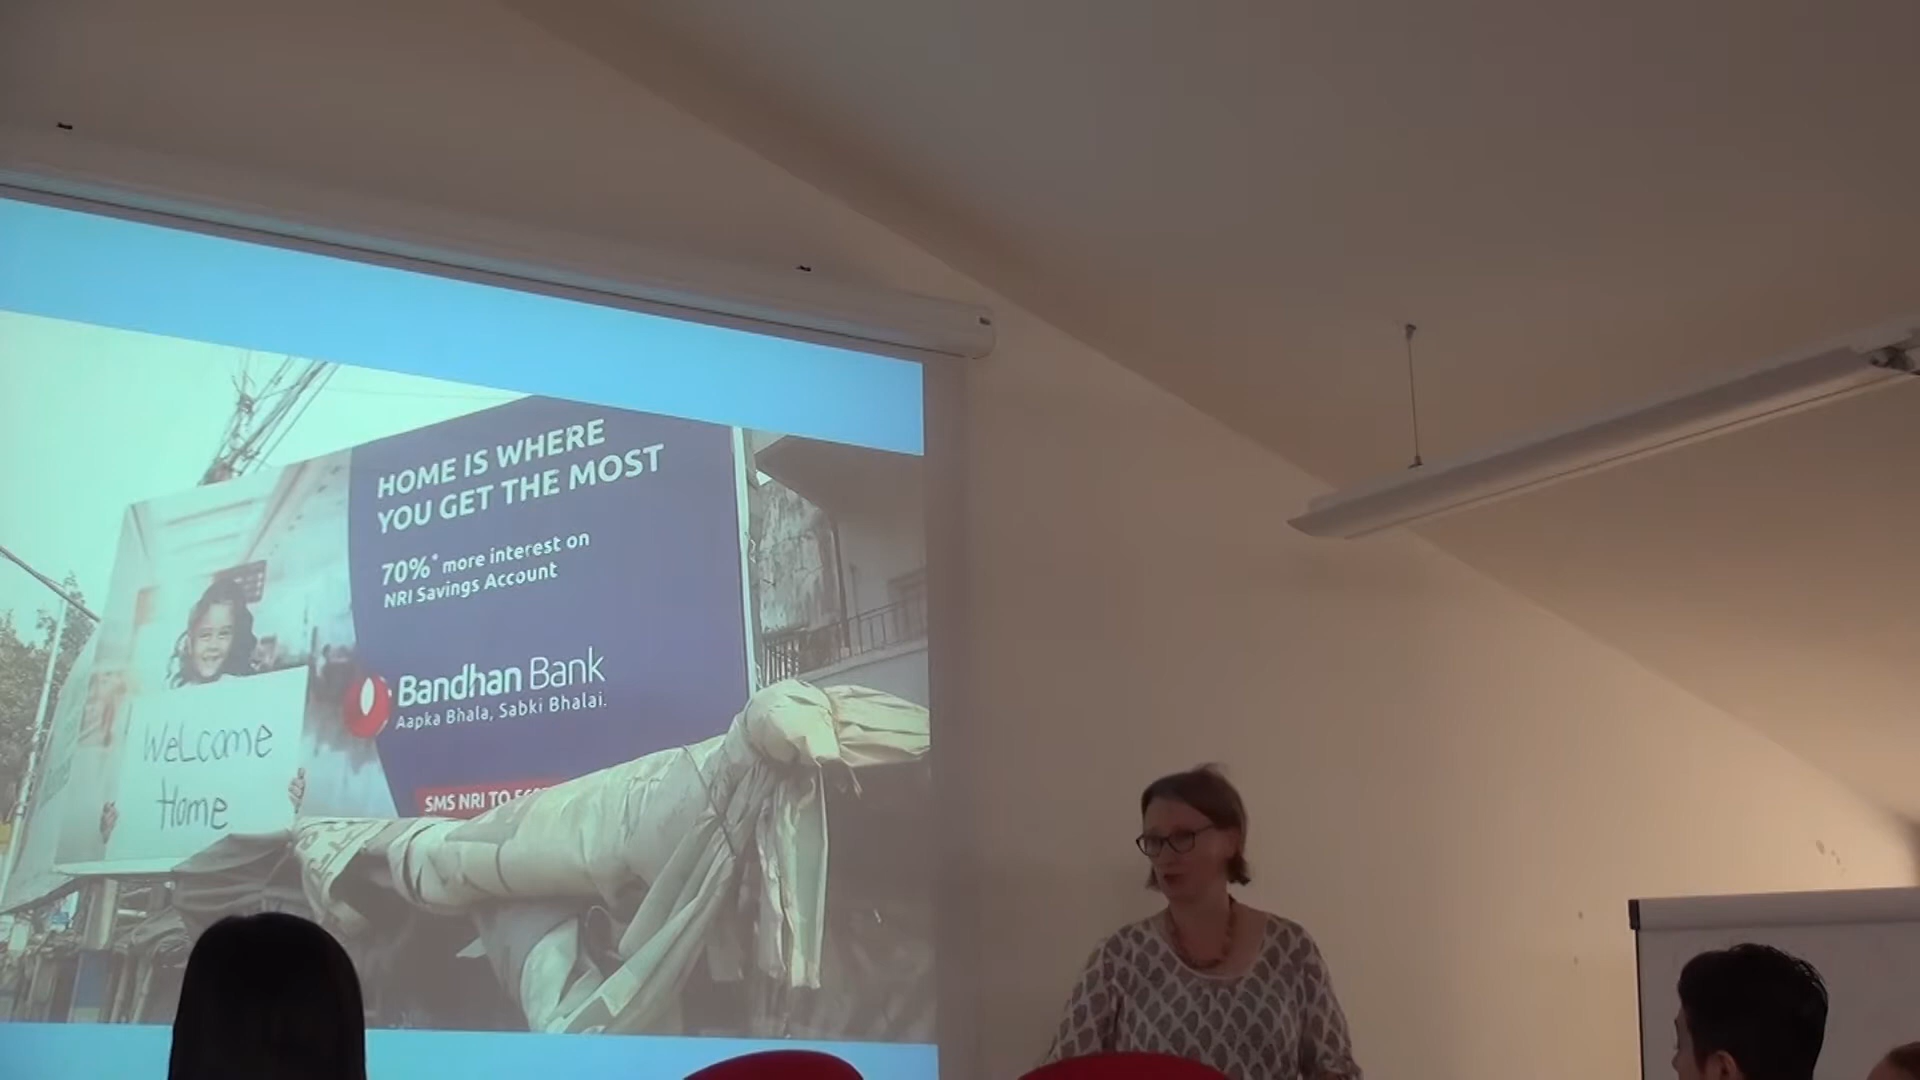 HOME IS WHERE
YOU GET THE MOST
70%* more interest on
NRI Savings Account
Bandhan Bank
Aapka Bhala, Sabki Bhalai.
SMS NRI TO
Welcome
Home